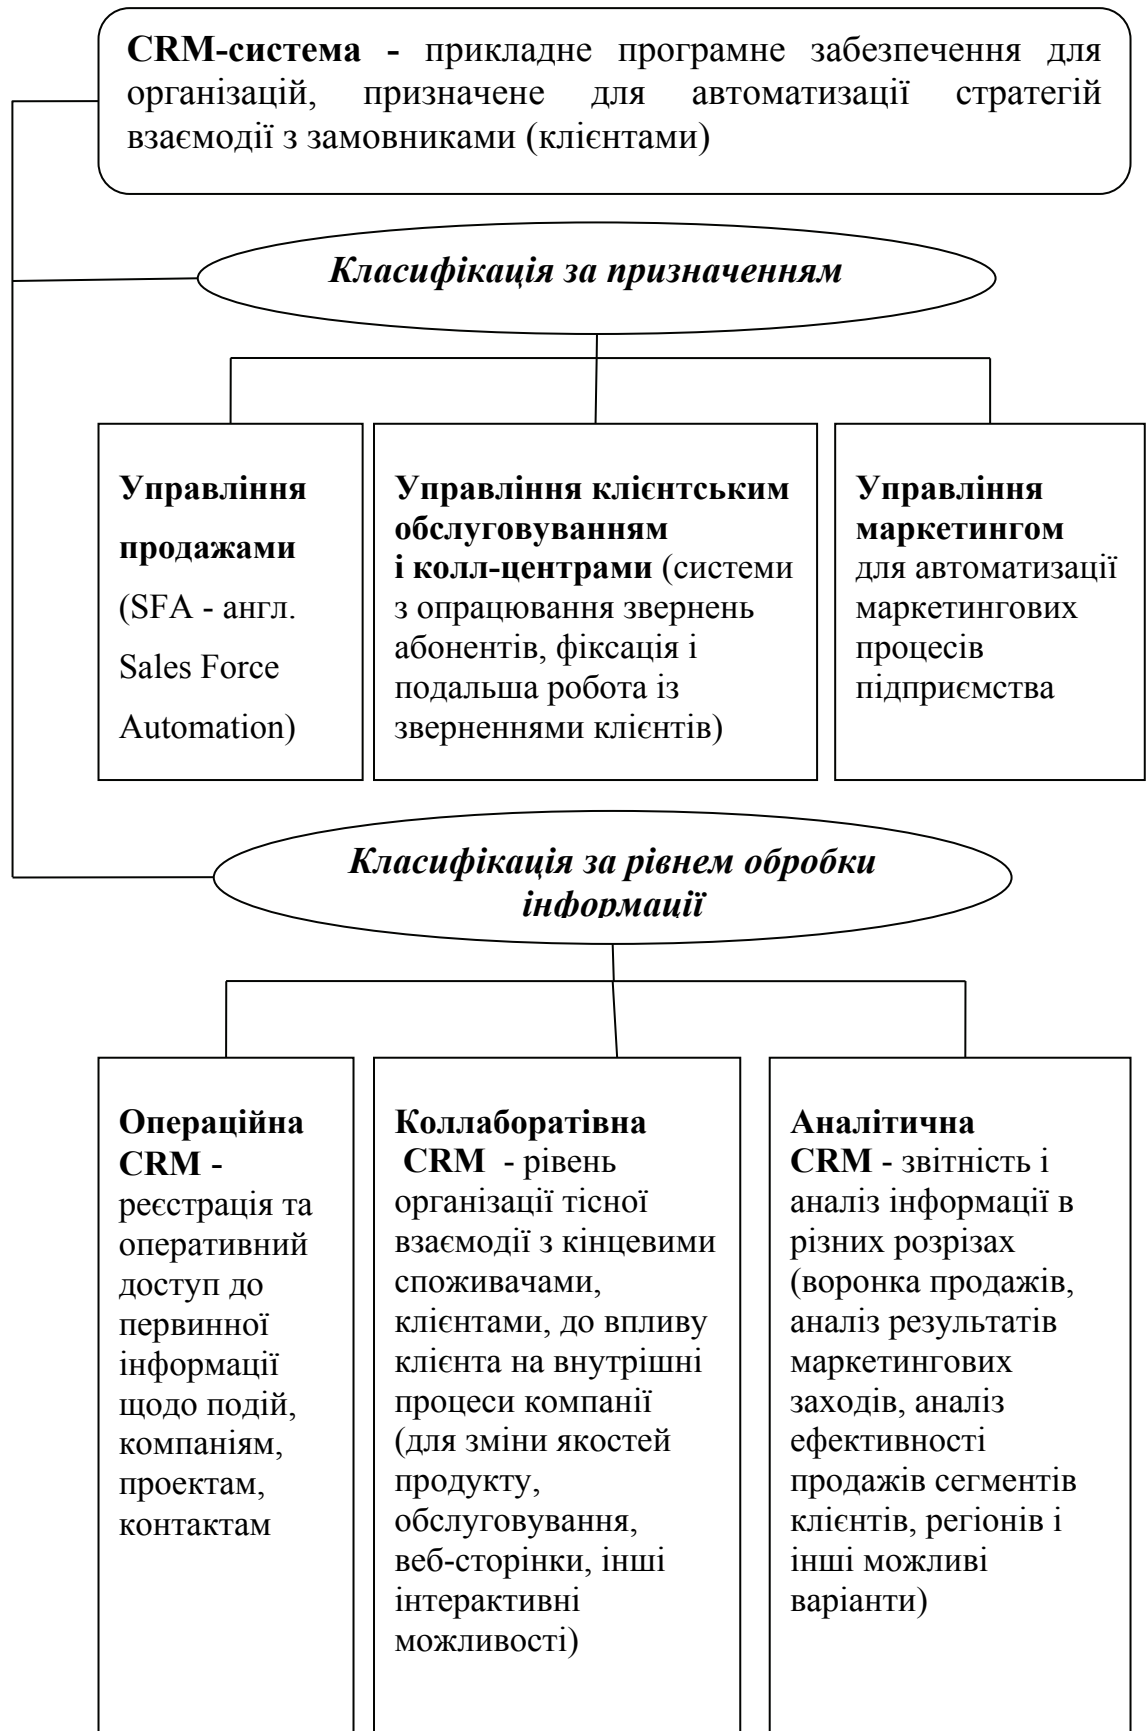 CRM-система - прикладне програмне забезпечення для
організацій, призначене для автоматизації стратегій
взаємодії з замовниками (клієнтами)
Класифікація за призначенням
Управління
продажами
(SFA - англ.
Sales Force
Automation)
Управління клієнтським
обслуговуванням
і колл-центрами (системи
з опрацювання звернень
абонентів, фіксація і
подальша робота із
зверненнями клієнтів)
Управління
маркетингом
для автоматизації
маркетингових
процесів
підприємства
Класифікація за рівнем обробки
інформації
Операційна
CRM -
реєстрація та
оперативний
доступ до
первинної
інформації
щодо подій,
компаніям,
проектам,
контактам
Коллаборатівна
CRM - рівень
організації тісної
взаємодії з кінцевими
споживачами,
клієнтами, до впливу
клієнта на внутрішні
процеси компанії
(для зміни якостей
продукту,
обслуговування,
веб-сторінки, інші
інтерактивні
можливості)
Аналітична
CRM - звітність і
аналіз інформації в
різних розрізах
(воронка продажів,
аналіз результатів
маркетингових
заходів, аналіз
ефективності
продажів сегментів
клієнтів, регіонів і
інші можливі
варіанти)